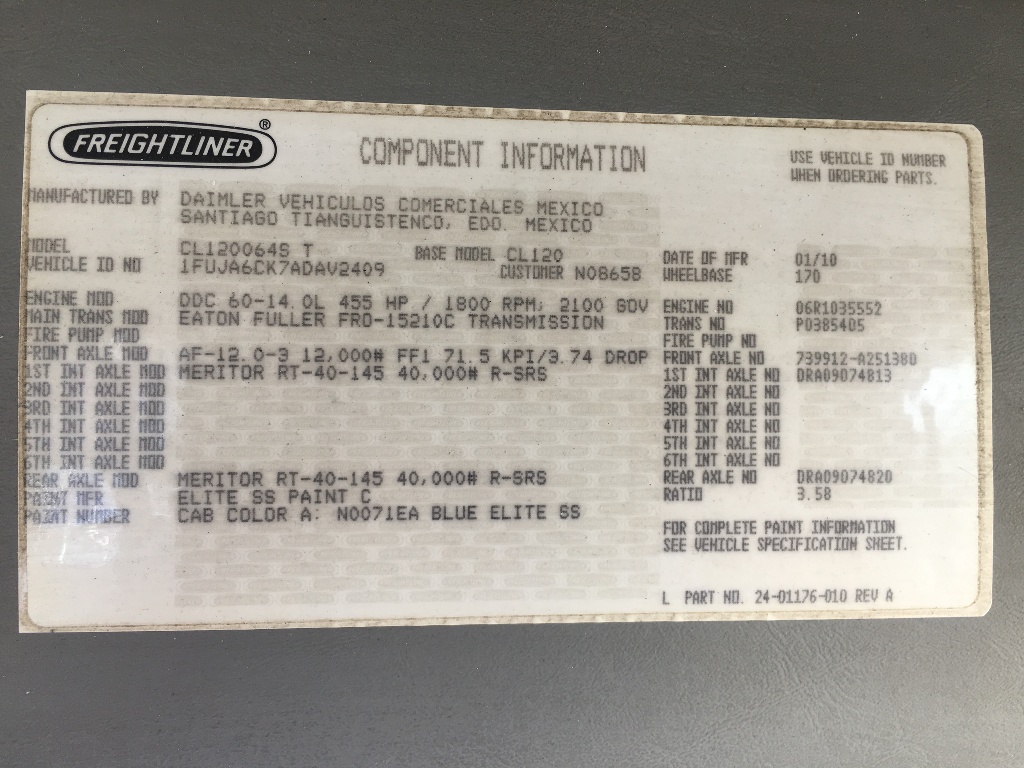 FREIGHTLINER®
COMPONENT INFORMATION
USE VEHICLE ID NUMBER
WHEN ORDERING PARTS.
MANUFACTURED BY DAIMLER VEHICULOS COMERCIALES MEXICO
SANTIAGO TIANGUISTENCO, EDO. MEXICO
MODEL CL120064S T BASE MODEL CL120 DATE OF MFR 01/10
VEHICLE ID NO 1FUJA6CK7ADAV2409 CUSTOMER N0865B WHEELBASE 170
ENGINE MOD DDC 60-14.0L 455 HP / 1800 RPM; 2100 GOV ENGINE NO 06R1035552
MAIN TRANS MOD EATON FULLER FRO-15210C TRANSMISSION TRANS NO P0385405
FIRE PUMP MOD FIRE PUMP NO
FRONT AXLE MOD AF-12.0-3 12,000# FF1 71.5 KPI/3.74 DROP FRONT AXLE NO 739912-A251380
1ST INT AXLE MOD MERITOR RT-40-145 40,000# R-SRS 1ST INT AXLE NO DRA09074813
2ND INT AXLE MOD 2ND INT AXLE NO
3RD INT AXLE MOD 3RD INT AXLE NO
4TH INT AXLE MOD 4TH INT AXLE NO
5TH INT AXLE MOD 5TH INT AXLE NO
6TH INT AXLE MOD 6TH INT AXLE NO
REAR AXLE MOD MERITOR RT-40-145 40,000# R-SRS REAR AXLE NO DRA09074820
PAINT MFR ELITE SS PAINT C RATIO 3.58
PAINT NUMBER CAB COLOR A: N0071EA BLUE ELITE SS
FOR COMPLETE PAINT INFORMATION
SEE VEHICLE SPECIFICATION SHEET.
L PART NO. 24-01176-010 REV A